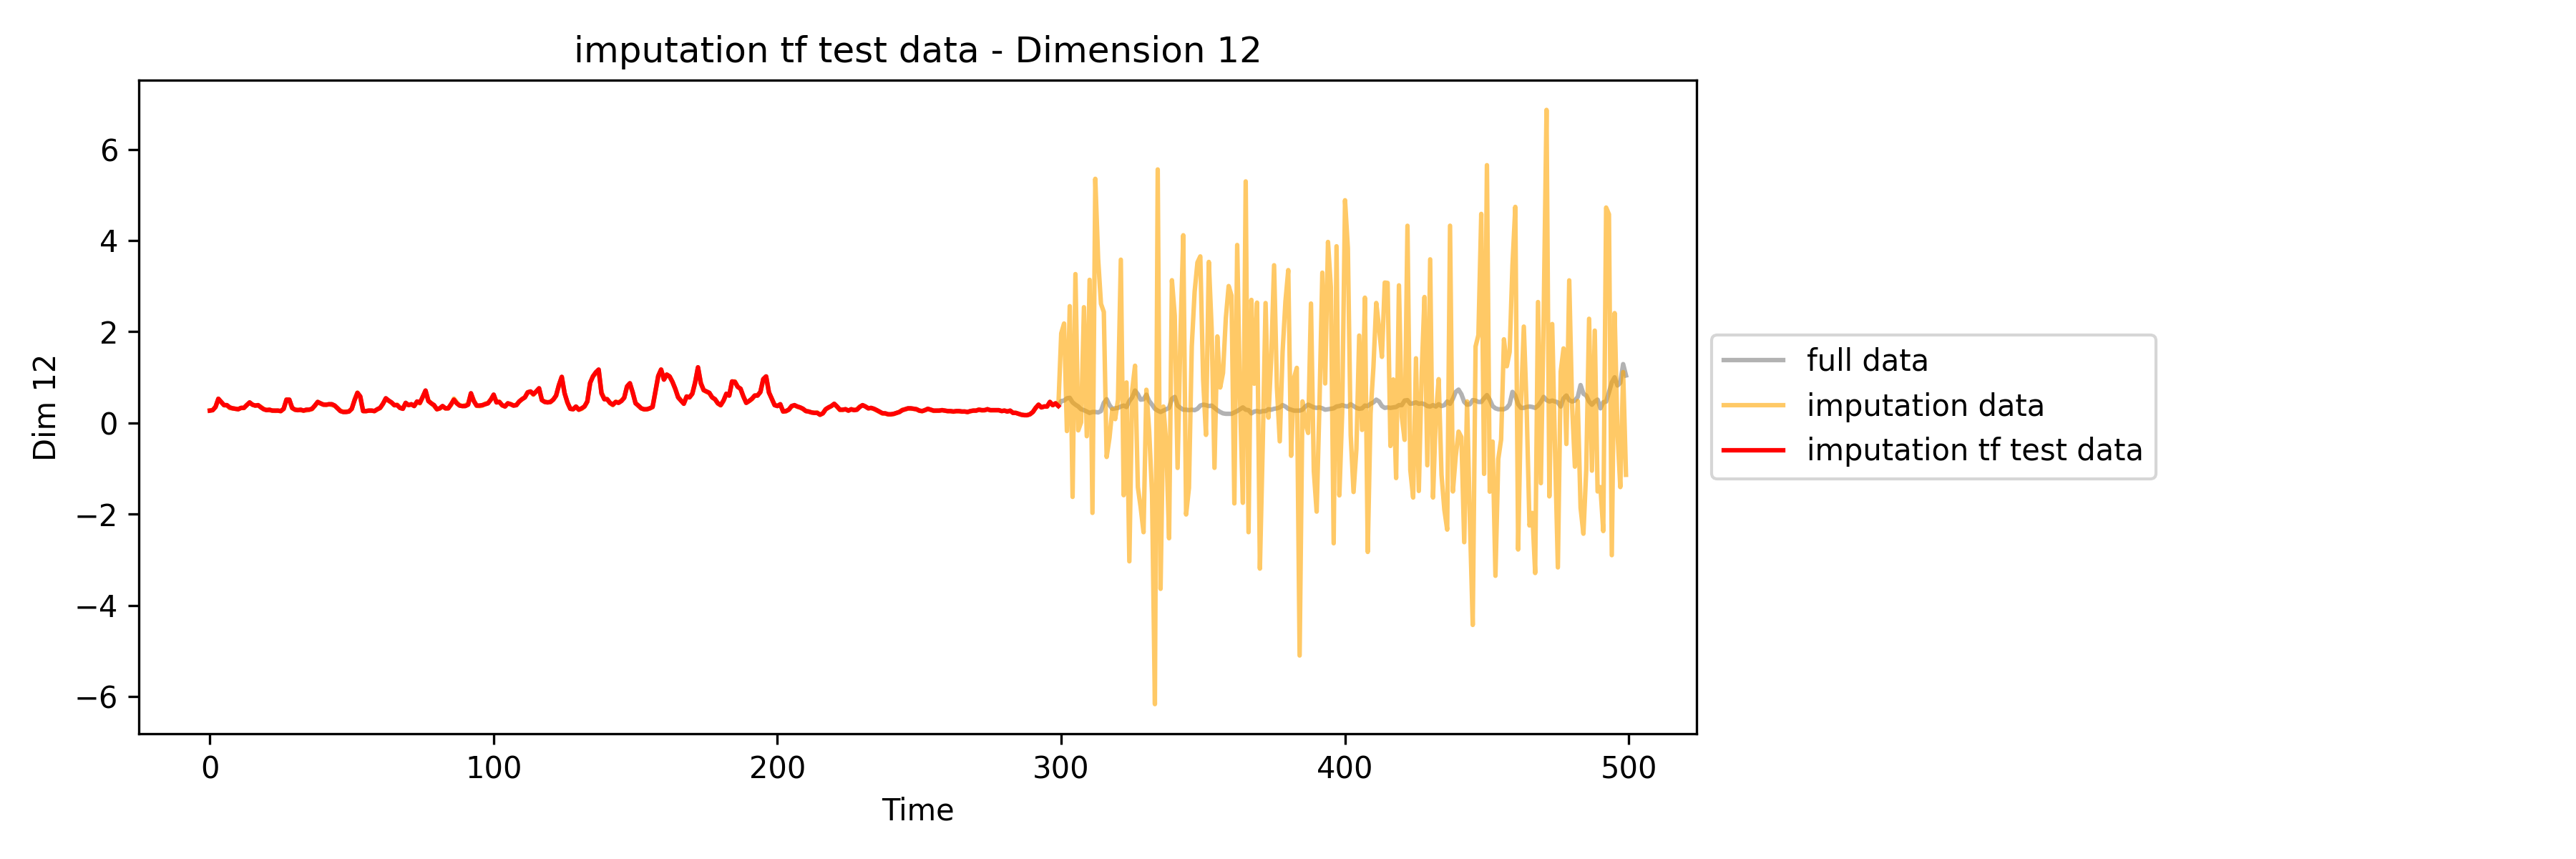 imputation tf test data - Dimension 12
6
4
2
0
−2
−4
−6
Dim 12
0 100 200 300 400 500
Time
full data
imputation data
imputation tf test data